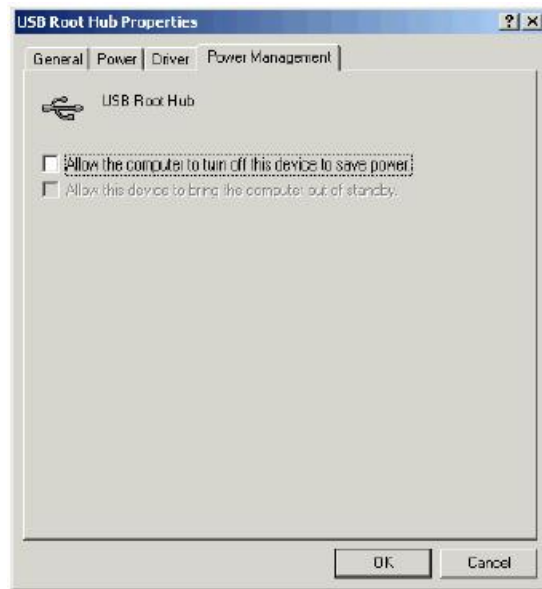 USB Root Hub Properties
General Power Driver Power Management
USB Root Hub
Allow the computer to turn off this device to save power.
Allow this device to bring the computer out of standby.
OK Cancel